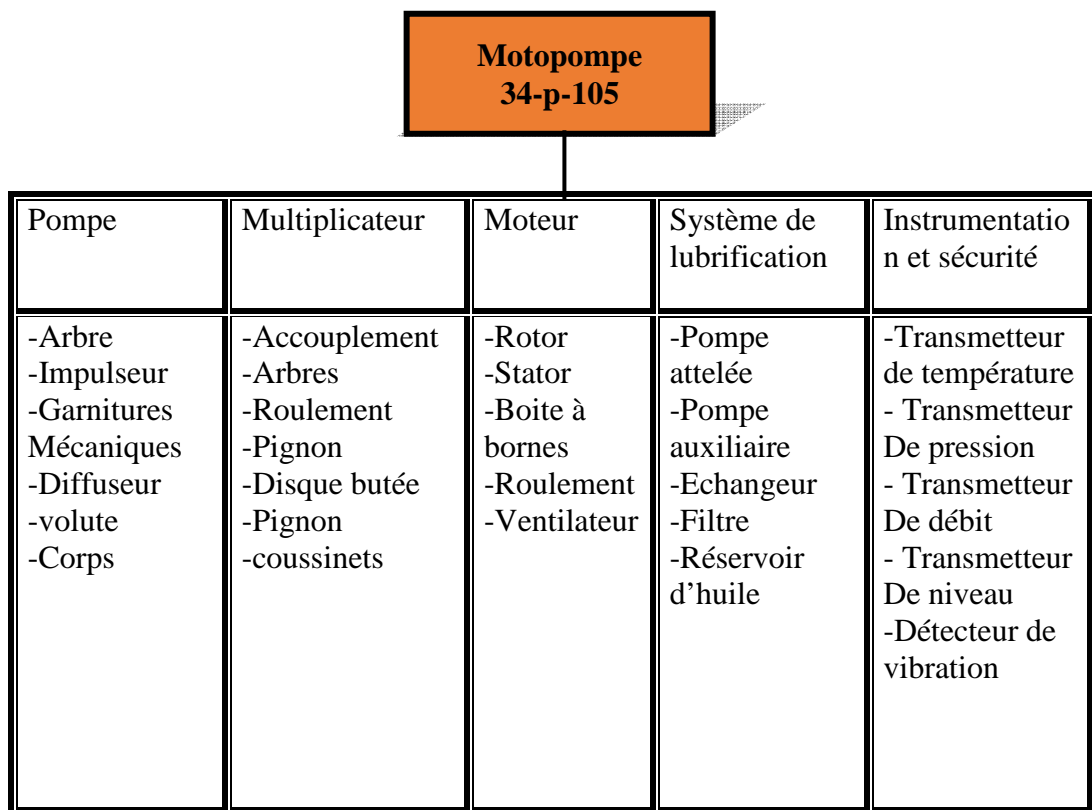 Motopompe
34-p-105
Pompe
Multiplicateur
Moteur
Système de
lubrification
Instrumentatio
n et sécurité
-Arbre
-Impulseur
-Garnitures
Mécaniques
-Diffuseur
-volute
-Corps
-Accouplement
-Arbres
-Roulement
-Pignon
-Disque butée
-Pignon
-coussinets
-Rotor
-Stator
-Boite à
bornes
-Roulement
-Ventilateur
-Pompe
attelée
-Pompe
auxiliaire
-Echangeur
-Filtre
-Réservoir
d’huile
-Transmetteur
de température
- Transmetteur
De pression
- Transmetteur
De débit
- Transmetteur
De niveau
-Détecteur de
vibration